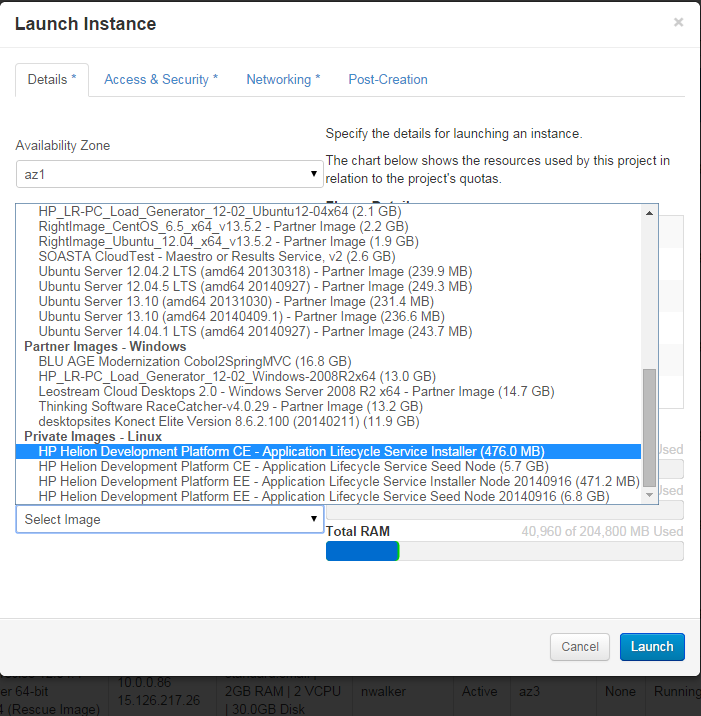 Launch Instance
×
Details *
Access & Security *
Networking *
Post-Creation
Availability Zone
az1
Specify the details for launching an instance.
The chart below shows the resources used by this project in
relation to the project's quotas.
HP_LR-PC_Load_Generator_12-02_Ubuntu12-04x64 (2.1 GB)
RightImage_CentOS_6.5_x64_v13.5.2 - Partner Image (2.2 GB)
RightImage_Ubuntu_12.04_x64_v13.5.2 - Partner Image (1.9 GB)
SOASTA CloudTest - Maestro or Results Service, v2 (2.6 GB)
Ubuntu Server 12.04.2 LTS (amd64 20130318) - Partner Image (239.9 MB)
Ubuntu Server 12.04.5 LTS (amd64 20140927) - Partner Image (249.3 MB)
Ubuntu Server 13.10 (amd64 20131030) - Partner Image (231.4 MB)
Ubuntu Server 13.10 (amd64 20140409.1) - Partner Image (236.6 MB)
Ubuntu Server 14.04.1 LTS (amd64 20140927) - Partner Image (243.7 MB)
Partner Images - Windows
BLU AGE Modernization Cobol2SpringMVC (16.8 GB)
HP_LR-PC_Load_Generator_12-02_Windows-2008R2x64 (13.0 GB)
Leostream Cloud Desktops 2.0 - Windows Server 2008 R2 x64 - Partner Image (14.7 GB)
Thinking Software RaceCatcher-v4.0.29 - Partner Image (13.2 GB)
desktopsites Konect Elite Version 8.6.2.100 (20140211) (11.9 GB)
Private Images - Linux
HP Helion Development Platform CE - Application Lifecycle Service Installer (476.0 MB)
HP Helion Development Platform CE - Application Lifecycle Service Seed Node (5.7 GB)
HP Helion Development Platform EE - Application Lifecycle Service Installer Node 20140916 (471.2 MB)
HP Helion Development Platform EE - Application Lifecycle Service Seed Node 20140916 (6.8 GB)
Used
Used
Select Image
Total RAM
40,960 of 204,800 MB Used
Cancel
Launch
10.0.0.86
15.126.217.26
er 64-bit
4 (Rescue Image)
2GB RAM | 2 VCPU
| 30.0GB Disk
nwalker
Active
az3
None
Running